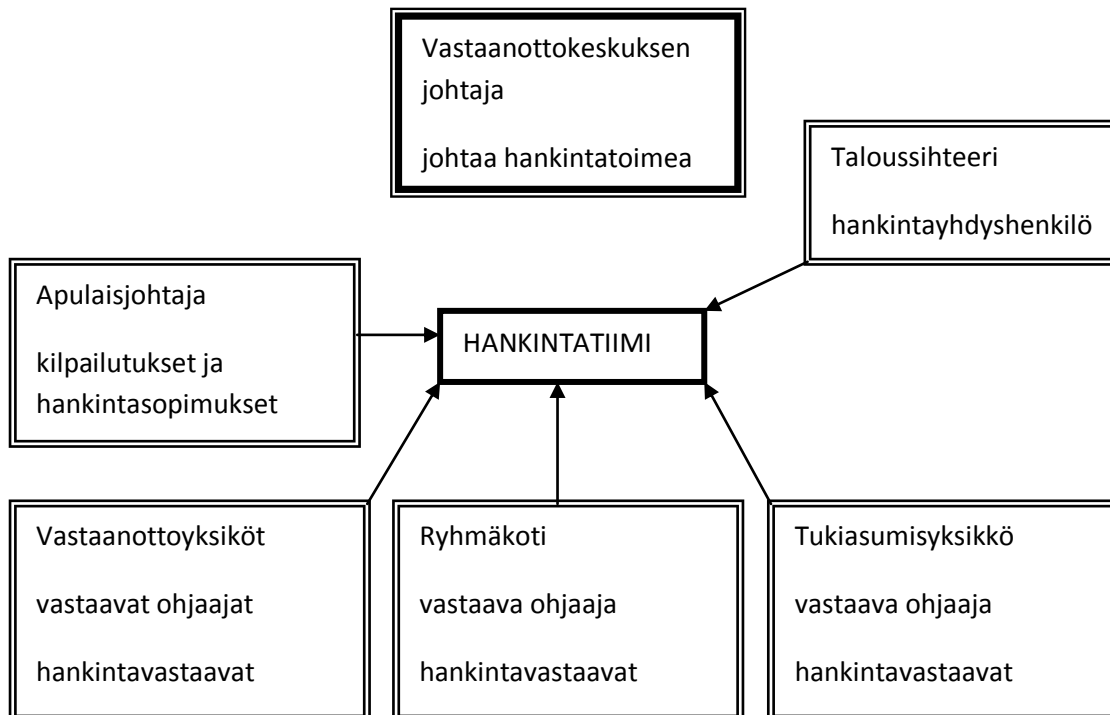 Vastaanottokeskuksen
johtaja
johtaa hankintatoimea
Taloussihteeri
hankintayhdyshenkilö
Apulaisjohtaja
kilpailutukset ja
hankintasopimukset
HANKINTATIIMI
Vastaanottoyksiköt
vastaavat ohjaajat
hankintavastaavat
Ryhmäkoti
vastaava ohjaaja
hankintavastaavat
Tukiasumisyksikkö
vastaava ohjaaja
hankintavastaavat